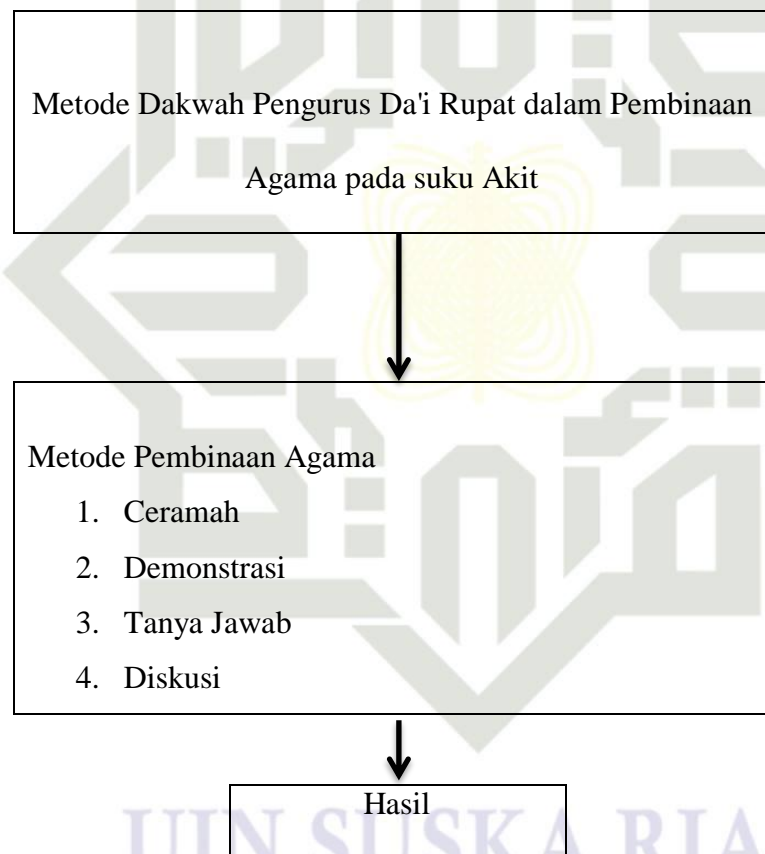 Metode Dakwah Pengurus Da'i Rupat dalam Pembinaan
Agama pada suku Akit
Metode Pembinaan Agama
1. Ceramah
2. Demonstrasi
3. Tanya Jawab
4. Diskusi
Hasil
UIN SUSKA RIA